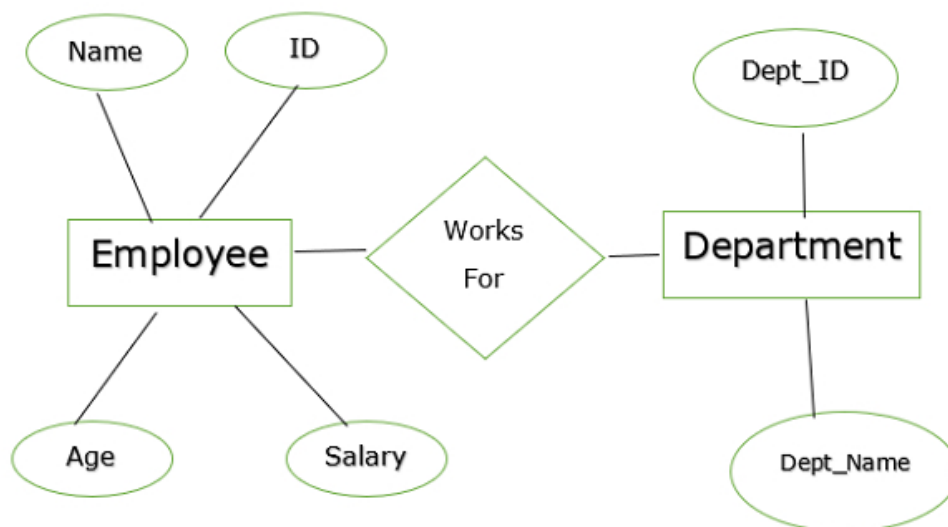 Name
ID
Dept_ID
Employee
Works
For
Department
Age
Salary
Dept_Name